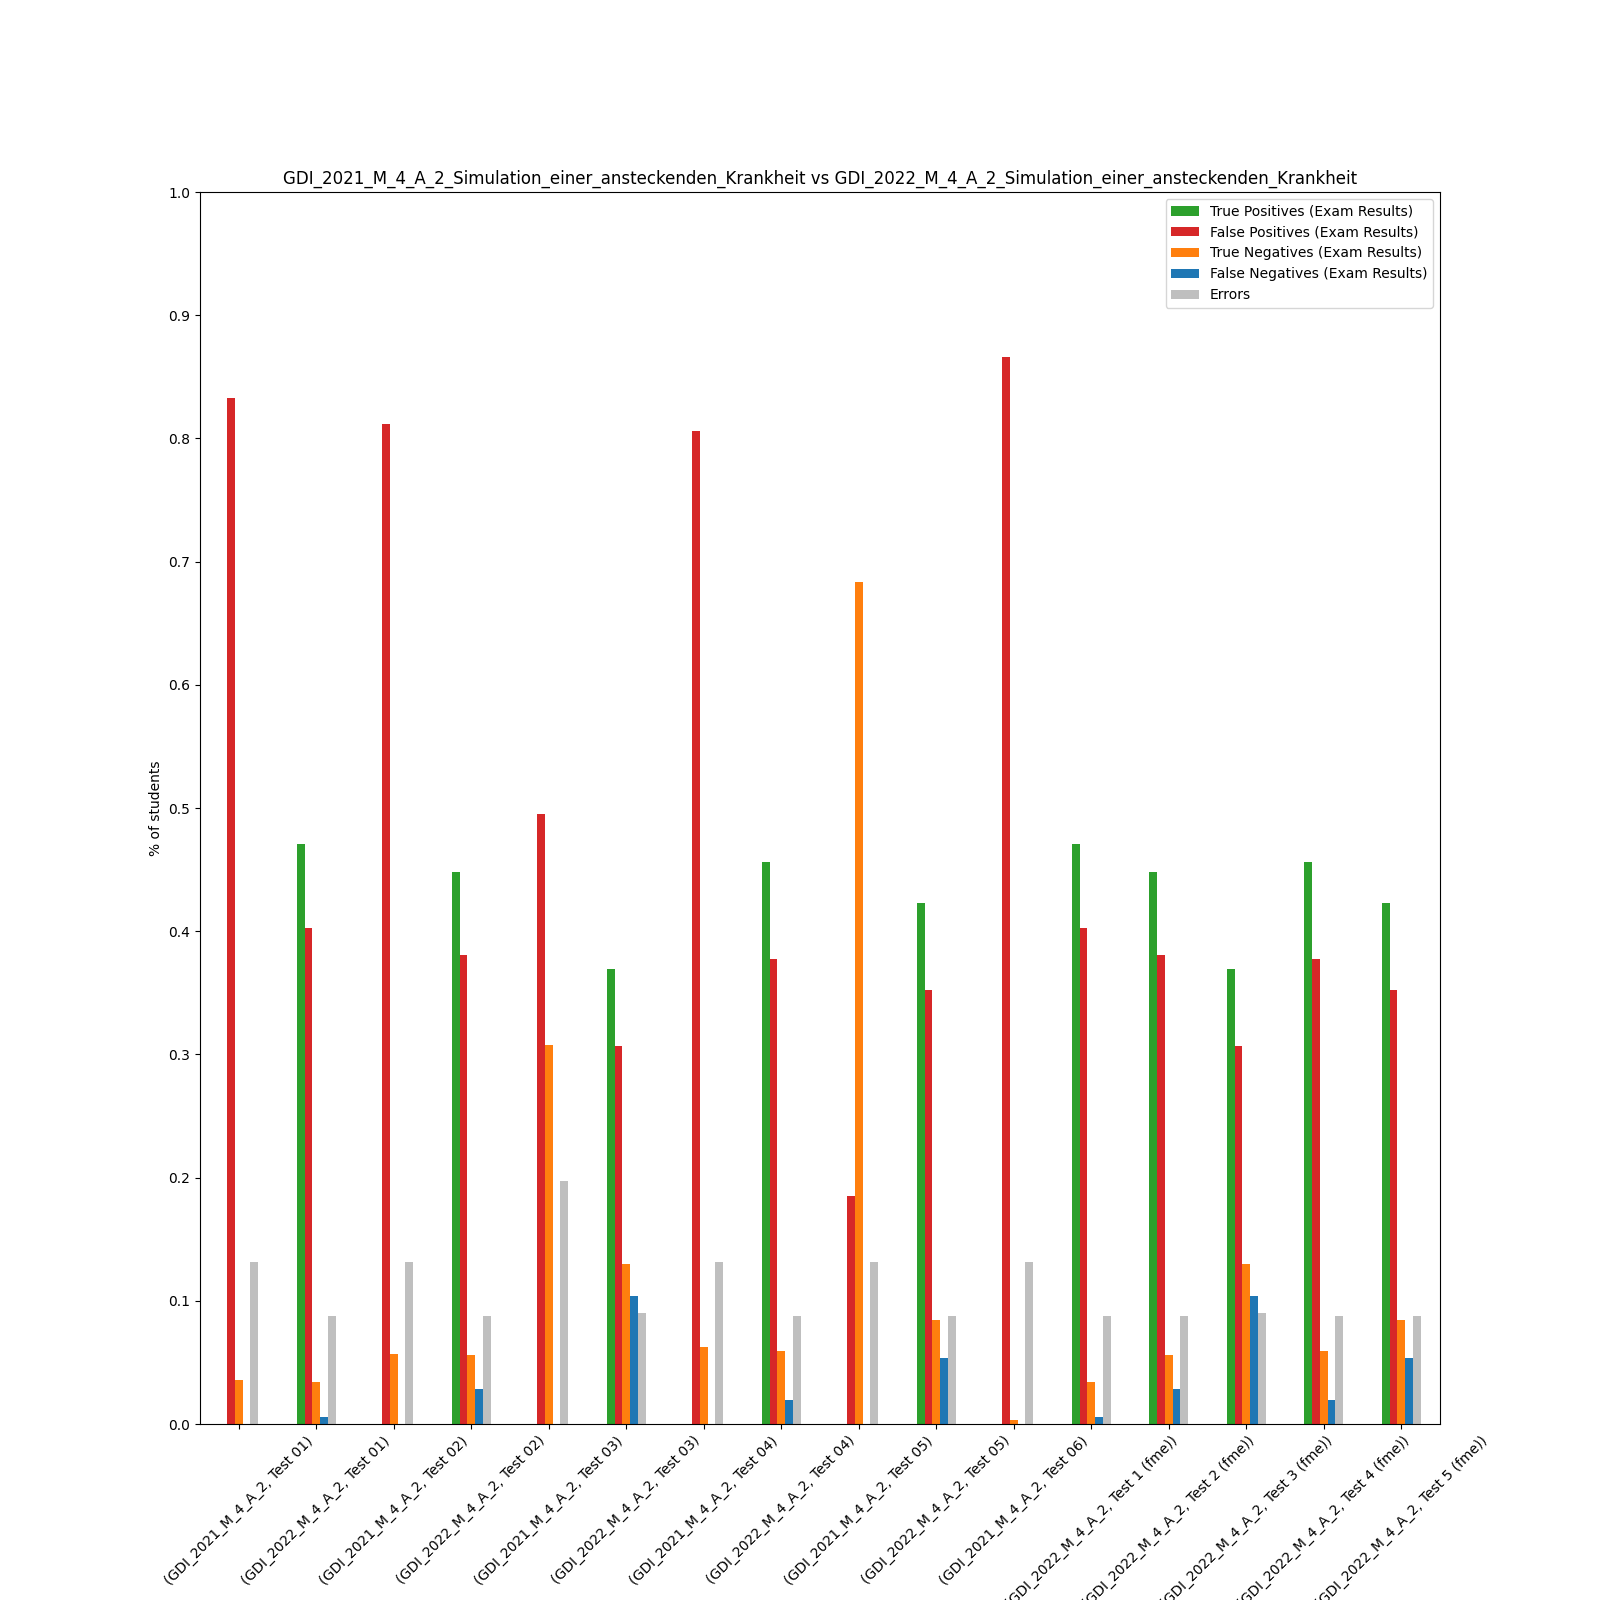 GDI_2021_M_4_A_2_Simulation_einer_ansteckenden_Krankheit vs GDI_2022_M_4_A_2_Simulation_einer_ansteckenden_Krankheit
1.0
0.9
0.8
0.7
0.6
0.5
0.4
0.3
0.2
0.1
0.0
% of students
True Positives (Exam Results)
False Positives (Exam Results)
True Negatives (Exam Results)
False Negatives (Exam Results)
Errors
(GDI_2021_M_4_A_2, Test 01)
(GDI_2022_M_4_A_2, Test 01)
(GDI_2021_M_4_A_2, Test 02)
(GDI_2022_M_4_A_2, Test 02)
(GDI_2021_M_4_A_2, Test 03)
(GDI_2022_M_4_A_2, Test 03)
(GDI_2021_M_4_A_2, Test 04)
(GDI_2022_M_4_A_2, Test 04)
(GDI_2021_M_4_A_2, Test 05)
(GDI_2022_M_4_A_2, Test 05)
(GDI_2021_M_4_A_2, Test 06)
(GDI_2022_M_4_A_2, Test 1 (fme))
(GDI_2022_M_4_A_2, Test 2 (fme))
(GDI_2022_M_4_A_2, Test 3 (fme))
(GDI_2022_M_4_A_2, Test 4 (fme))
(GDI_2022_M_4_A_2, Test 5 (fme))